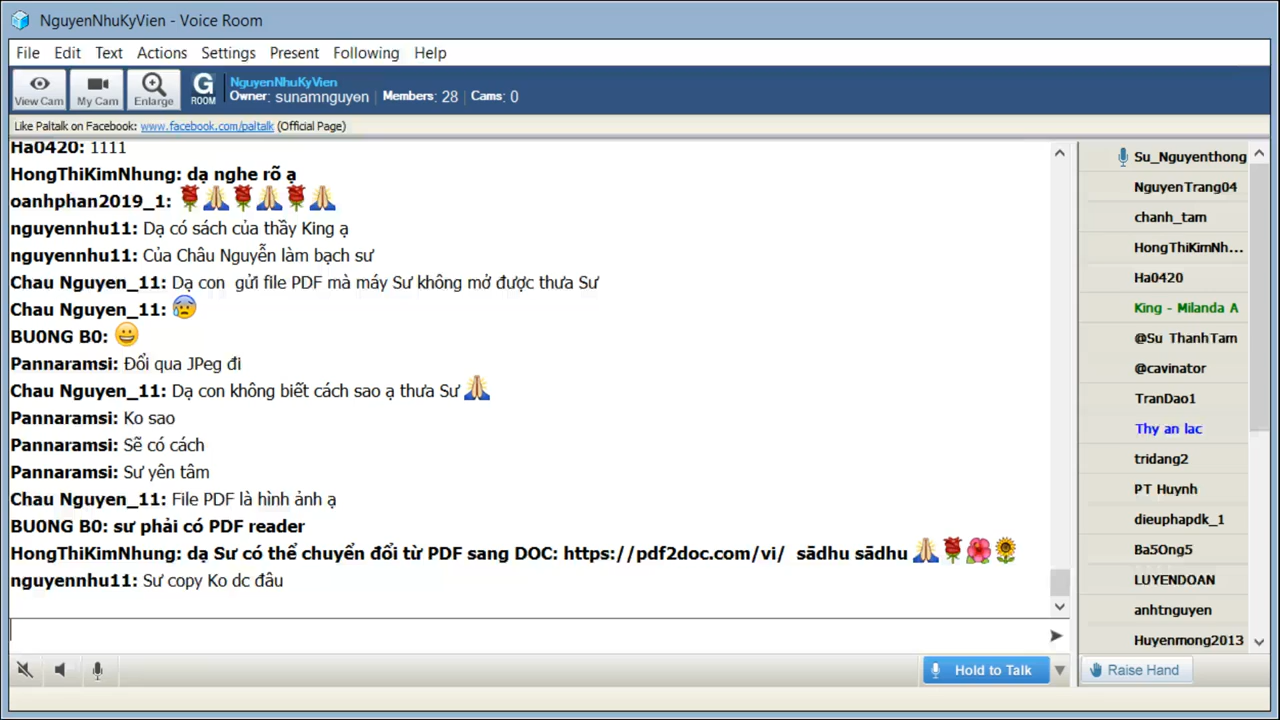 NguyenNhuKyVien - Voice Room
File Edit Text Actions Settings Present Following Help
View Cam
My Cam
Enlarge
G ROOM
NguyenNhuKyVien
Owner: sunamnguyen | Members: 28 | Cams: 0
Like Paltalk on Facebook: www.facebook.com/paltalk (Official Page)
Ha0420: 1111
HongThiKimNhung: dạ nghe rõ ạ
oanhphan2019_1:
nguyennhu11: Dạ có sách của thầy King ạ
nguyennhu11: Của Châu Nguyễn làm bạch sư
Chau Nguyen_11: Dạ con gửi file PDF mà máy Sư không mở được thưa Sư
Chau Nguyen_11:
BU0NG B0:
Pannaramsi: Đổi qua JPeg đi
Chau Nguyen_11: Dạ con không biết cách sao ạ thưa Sư
Pannaramsi: Ko sao
Pannaramsi: Sẽ có cách
Pannaramsi: Sư yên tâm
Chau Nguyen_11: File PDF là hình ảnh ạ
BU0NG B0: sư phải có PDF reader
HongThiKimNhung: dạ Sư có thể chuyển đổi từ PDF sang DOC: https://pdf2doc.com/vi/ sādhu sādhu
nguyennhu11: Sư copy Ko dc đâu
Su_Nguyenthong
NguyenTrang04
chanh_tam
HongThiKimNh...
Ha0420
King - Milanda A
@Su ThanhTam
@cavinator
TranDao1
Thy an lac
tridang2
PT Huynh
dieuphapdk_1
Ba5Ong5
LUYENDOAN
anhtnguyen
Huyenmong2013
Hold to Talk
Raise Hand